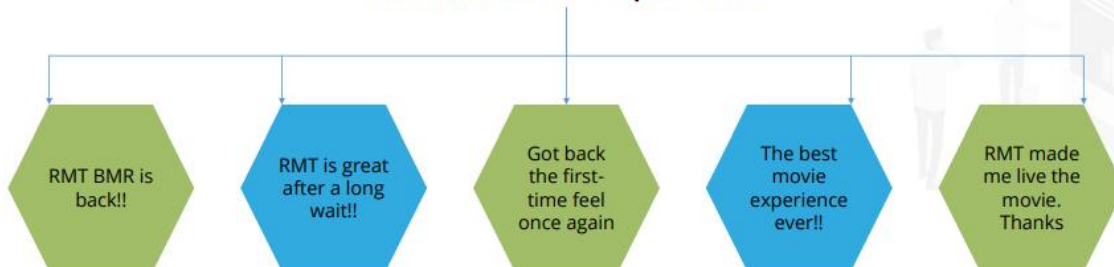 RMT BMR is
back!!
RMT is great
after a long
wait!!
Got back
the first-
time feel
once again
The best
movie
experience
ever!!
RMT made
me live the
movie.
Thanks